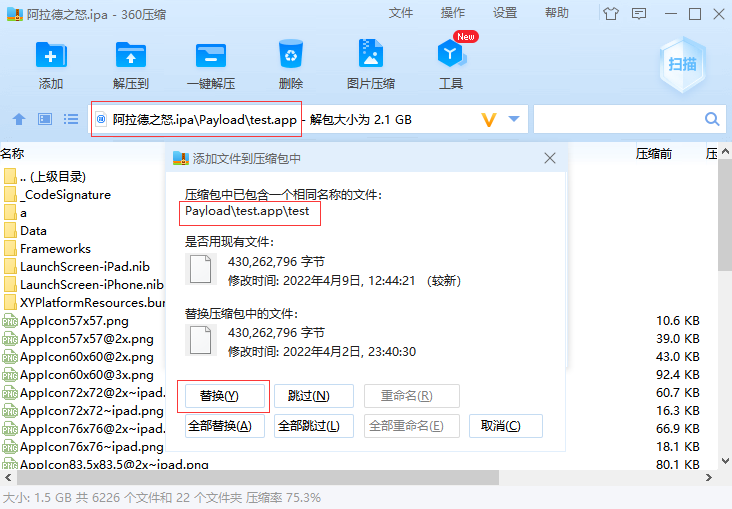 阿拉德之怒.ipa - 360压缩
文件 操作 设置 帮助
添加
解压到
一键解压
删除
图片压缩
New
工具
扫描
阿拉德之怒.ipa\Payload\test.app - 解包大小为 2.1 GB
名称 压缩前 压
.. (上级目录)
_CodeSignature
a
Data
Frameworks
LaunchScreen-iPad.nib
LaunchScreen-iPhone.nib
XYPlatformResources.bun
AppIcon57x57.png 10.6 KB
AppIcon57x57@2x.png 39.0 KB
AppIcon60x60@2x.png 43.0 KB
AppIcon60x60@3x.png 92.4 KB
AppIcon72x72@2x~ipad.png 60.7 KB
AppIcon72x72~ipad.png 16.3 KB
AppIcon76x76@2x~ipad.png 66.9 KB
AppIcon76x76~ipad.png 18.1 KB
AppIcon83.5x83.5@2x~ipad.png 80.1 KB
添加文件到压缩包中
压缩包中已包含一个相同名称的文件:
Payload\test.app\test
是否用现有文件:
430,262,796 字节
修改时间: 2022年4月9日, 12:44:21 （较新）
替换压缩包中的文件:
430,262,796 字节
修改时间: 2022年4月2日, 23:40:30
替换(Y) 跳过(N) 重命名(R)
全部替换(A) 全部跳过(L) 全部重命名(E) 取消(C)
大小: 1.5 GB 共 6226 个文件和 22 个文件夹 压缩率 75.3%